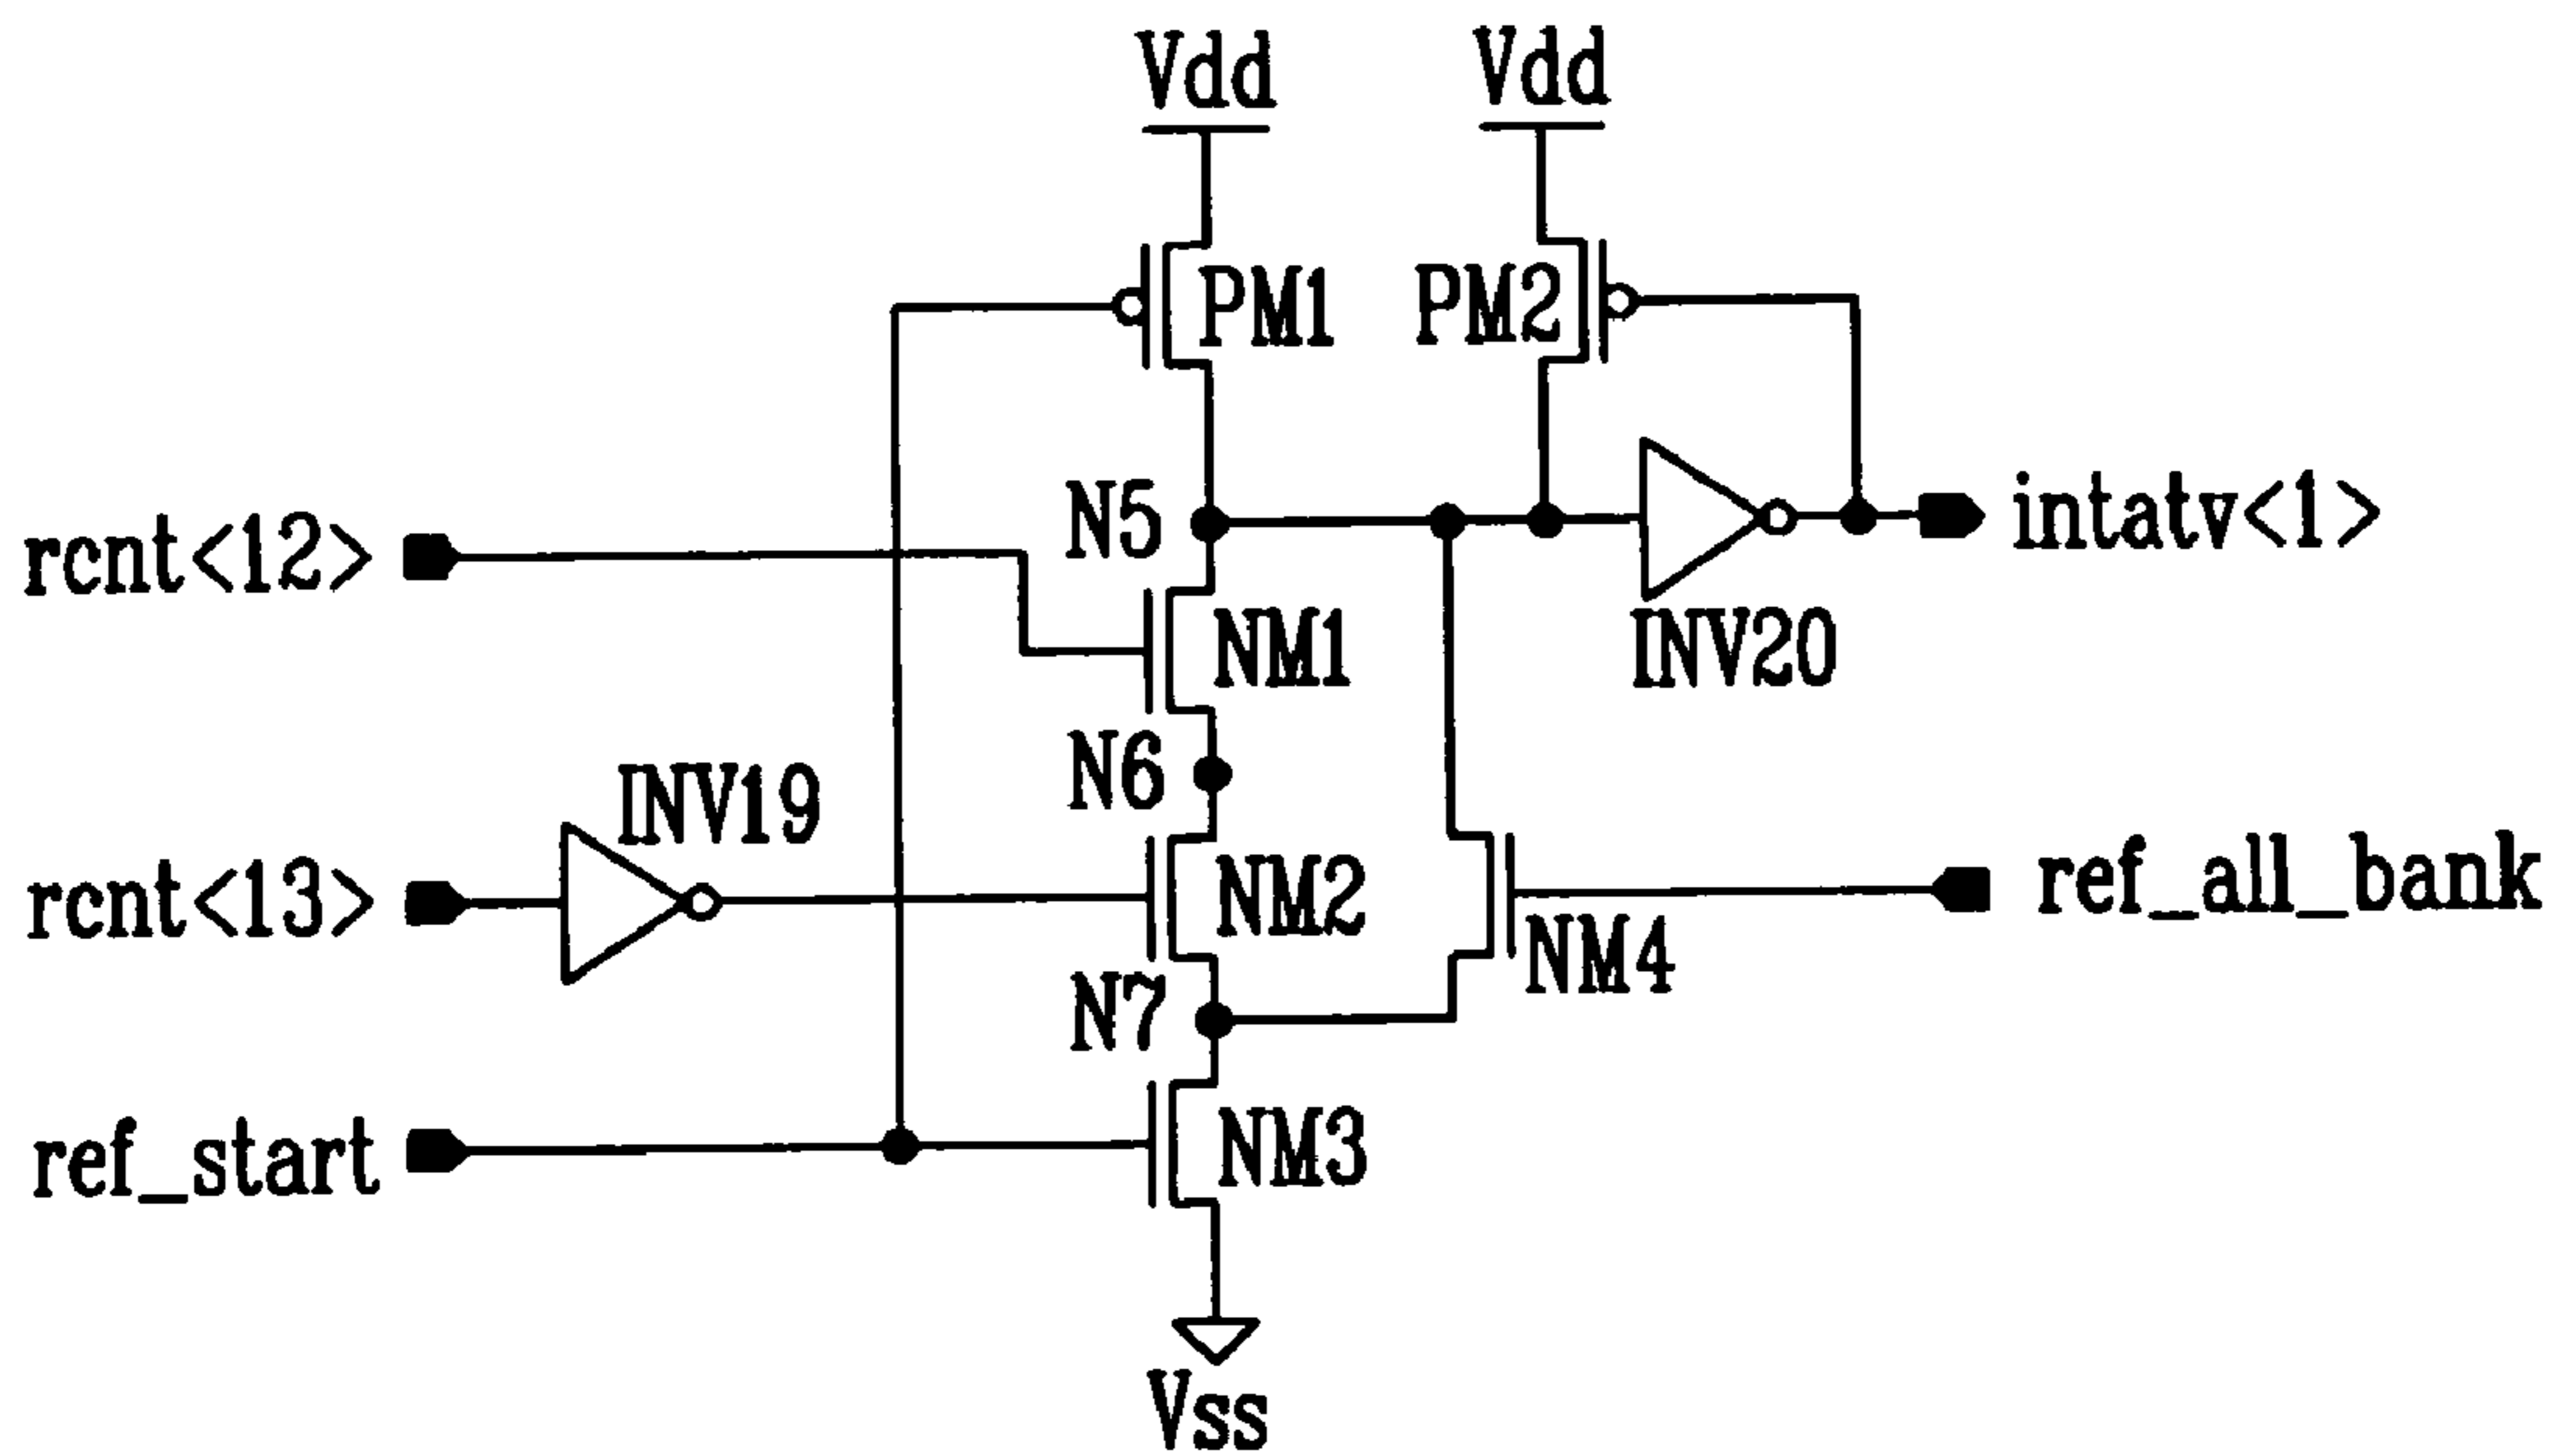 Vdd
Vdd
PM1
PM2
N5
rcnt<12>
intatv<1>
NM1
INV20
N6
INV19
rcnt<13>
NM2
ref_all_bank
NM4
N7
ref_start
NM3
Vss